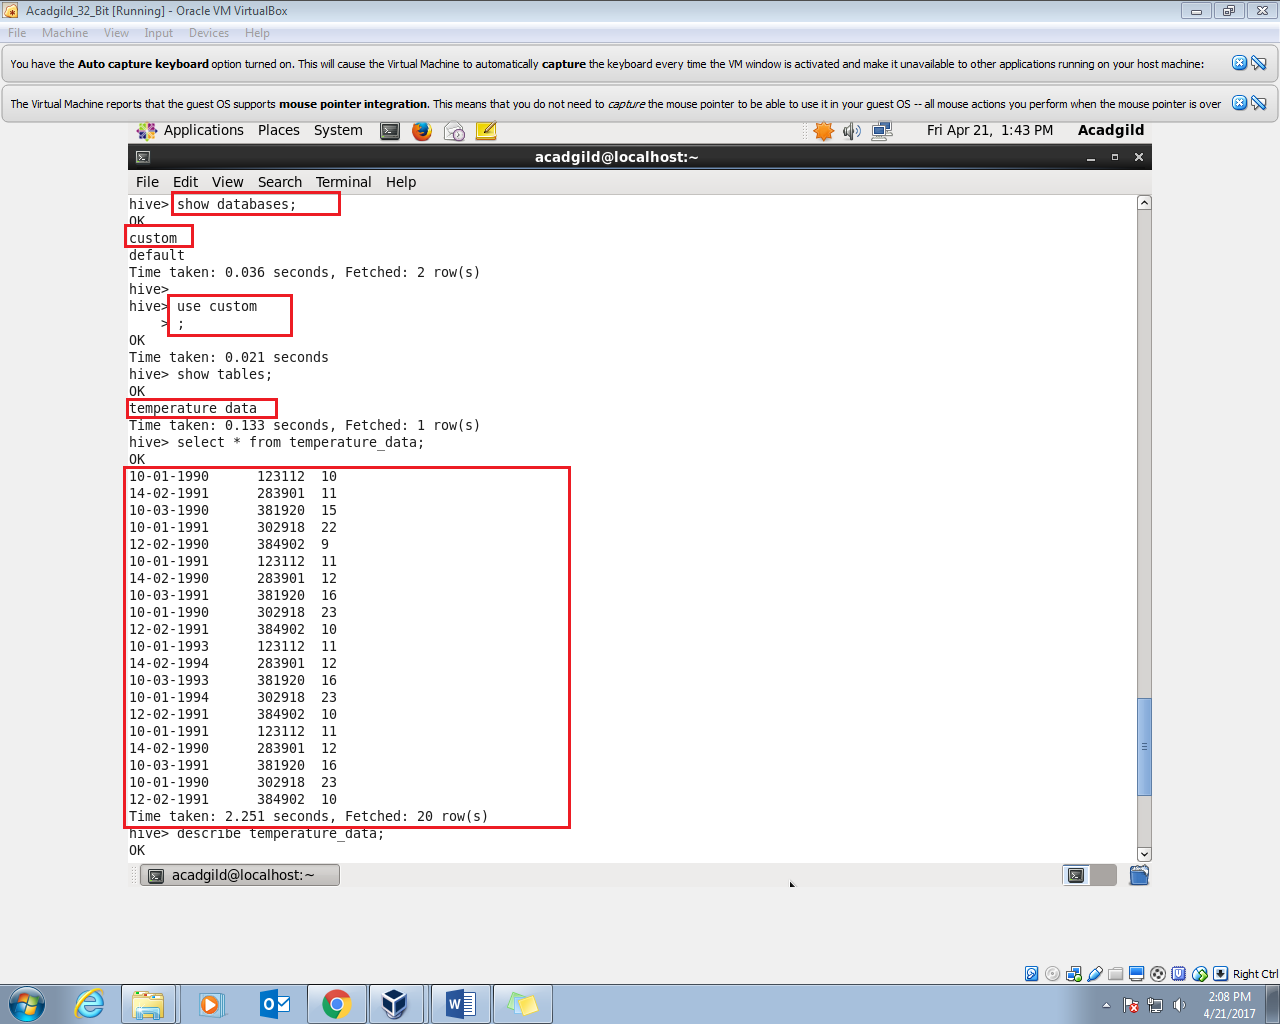 Acadgild_32_Bit [Running] - Oracle VM VirtualBox
File Machine View Input Devices Help
You have the Auto capture keyboard option turned on. This will cause the Virtual Machine to automatically capture the keyboard every time the VM window is activated and make it unavailable to other applications running on your host machine:
The Virtual Machine reports that the guest OS supports mouse pointer integration. This means that you do not need to capture the mouse pointer to be able to use it in your guest OS -- all mouse actions you perform when the mouse pointer is over
Applications Places System Fri Apr 21, 1:43 PM Acadgild
acadgild@localhost:~
File Edit View Search Terminal Help
hive> show databases;
OK
custom
default
Time taken: 0.036 seconds, Fetched: 2 row(s)
hive>
hive> use custom
> ;
OK
Time taken: 0.021 seconds
hive> show tables;
OK
temperature data
Time taken: 0.133 seconds, Fetched: 1 row(s)
hive> select * from temperature_data;
OK
10-01-1990 123112 10
14-02-1991 283901 11
10-03-1990 381920 15
10-01-1991 302918 22
12-02-1990 384902 9
10-01-1991 123112 11
14-02-1990 283901 12
10-03-1991 381920 16
10-01-1990 302918 23
12-02-1991 384902 10
10-01-1993 123112 11
14-02-1994 283901 12
10-03-1993 381920 16
10-01-1994 302918 23
12-02-1991 384902 10
10-01-1991 123112 11
14-02-1990 283901 12
10-03-1991 381920 16
10-01-1990 302918 23
12-02-1991 384902 10
Time taken: 2.251 seconds, Fetched: 20 row(s)
hive> describe temperature_data;
OK
acadgild@localhost:~
Right Ctrl
2:08 PM
4/21/2017